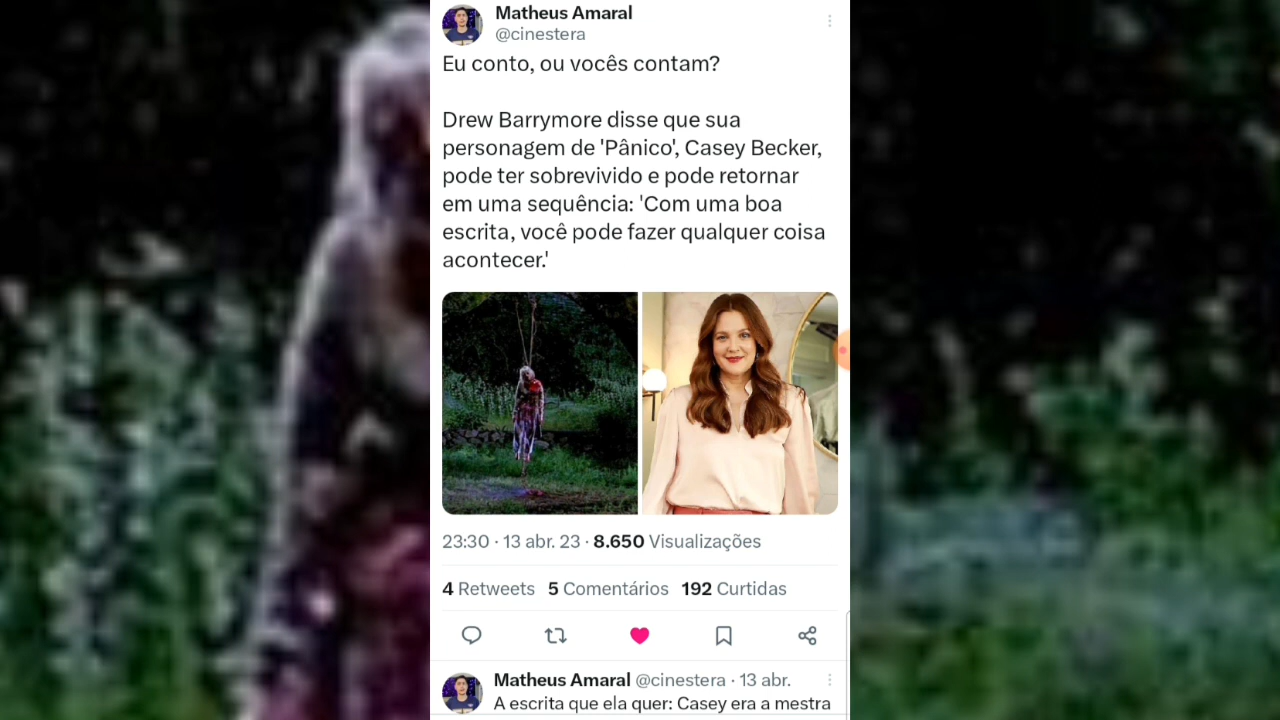 Matheus Amaral
@cinestera
Eu conto, ou vocês contam?
Drew Barrymore disse que sua
personagem de 'Pânico', Casey Becker,
pode ter sobrevivido e pode retornar
em uma sequência: 'Com uma boa
escrita, você pode fazer qualquer coisa
acontecer.'
23:30 · 13 abr. 23 · 8.650 Visualizações
4 Retweets 5 Comentários 192 Curtidas
Matheus Amaral @cinestera · 13 abr.
A escrita que ela quer: Casey era a mestra